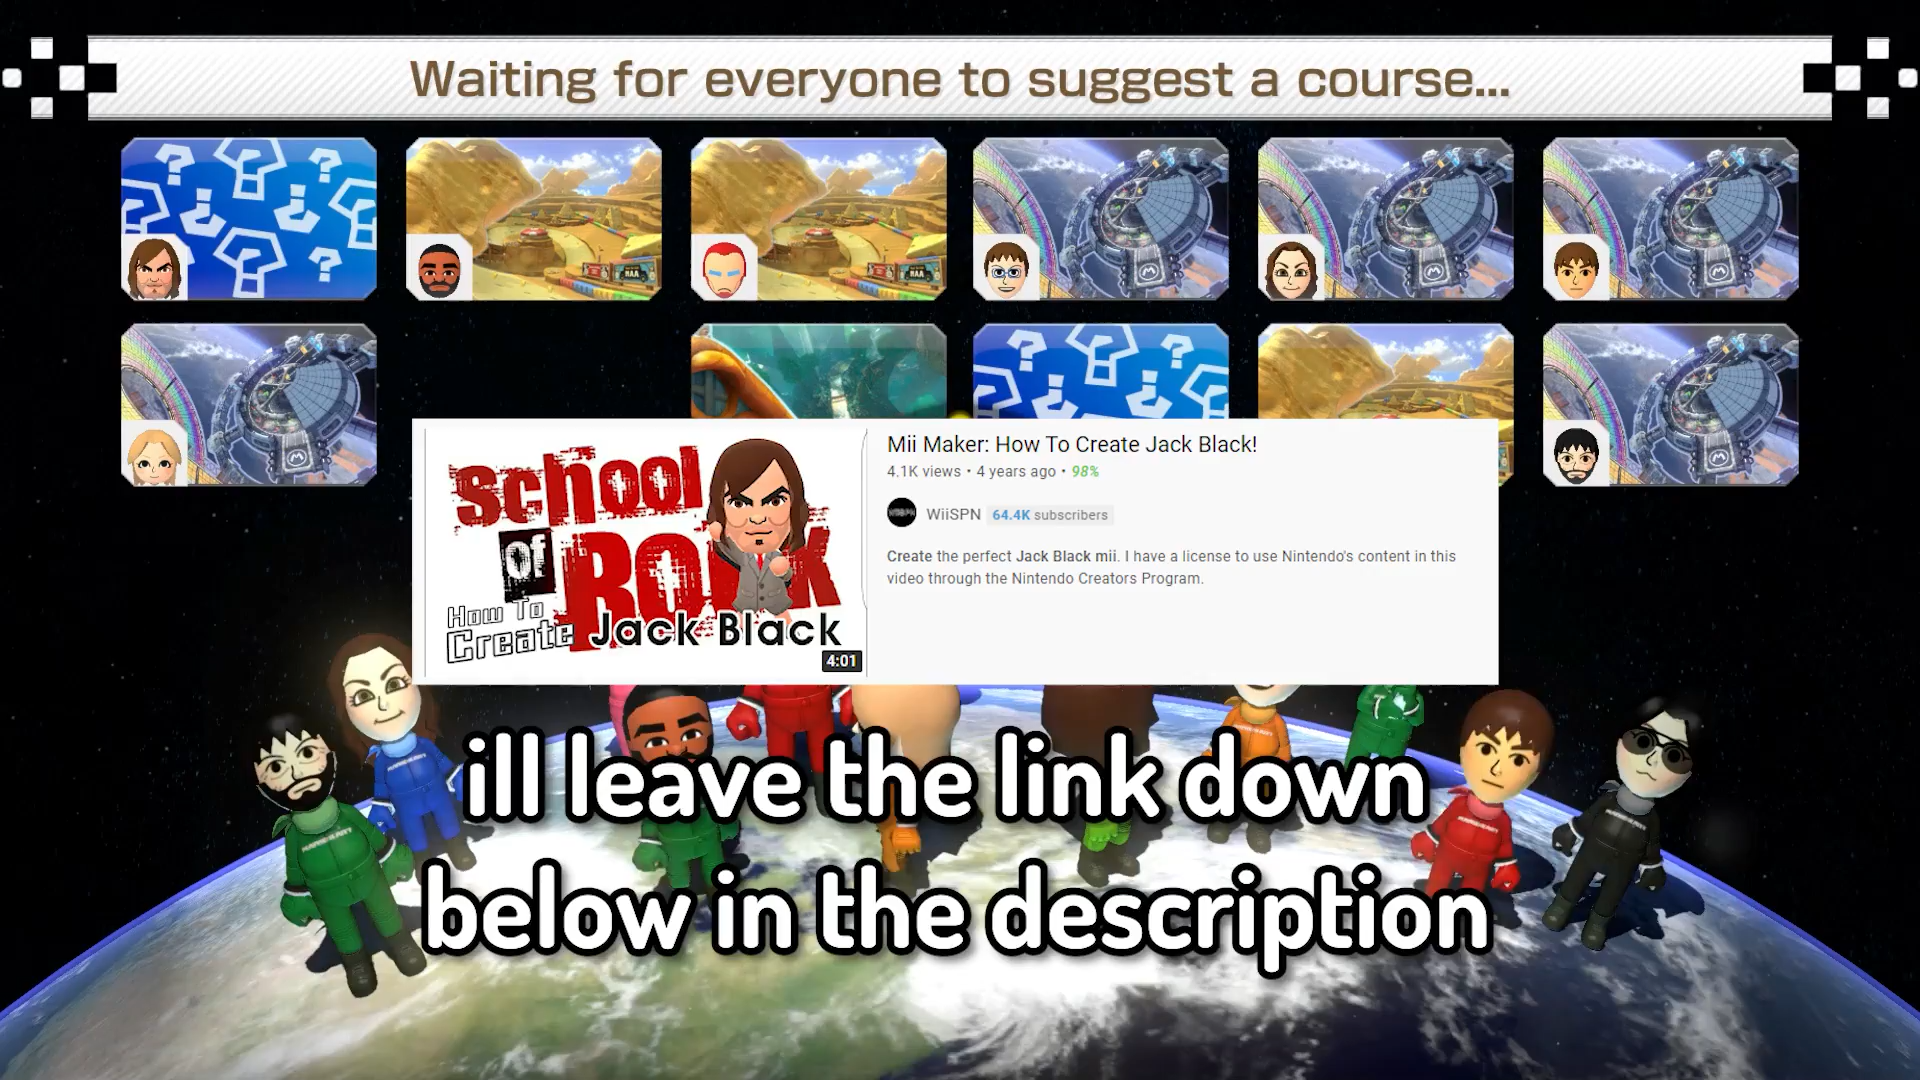 Waiting for everyone to suggest a course...
School
of
ROCK
How To
Create
Jack Black
4:01
Mii Maker: How To Create Jack Black!
4.1K views • 4 years ago • 98%
WiiSPN 64.4K subscribers
Create the perfect Jack Black mii. I have a license to use Nintendo's content in this
video through the Nintendo Creators Program.
ill leave the link down
below in the description